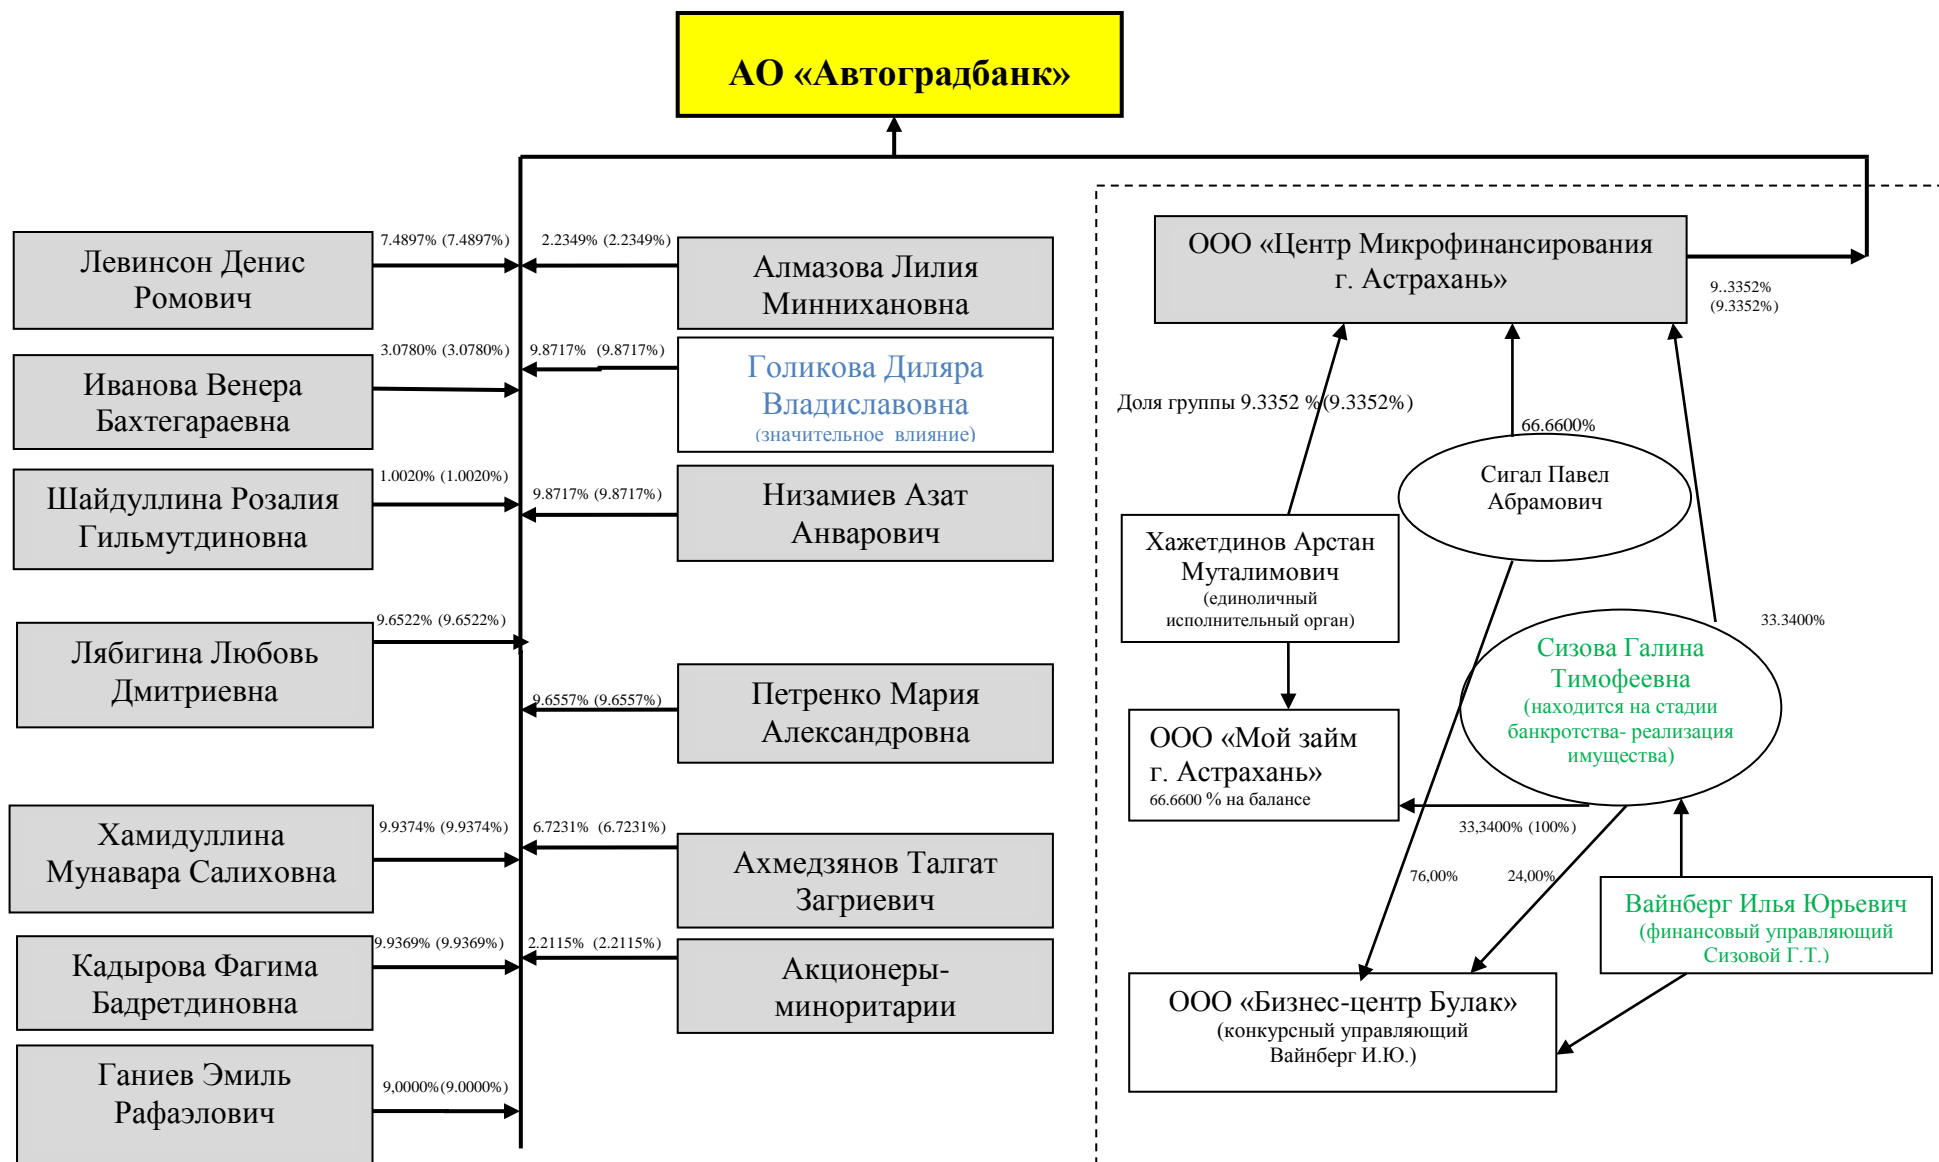 АО «Автоградбанк»
7.4897% (7.4897%)
2.2349% (2.2349%)
Левинсон Денис
Ромович
Алмазова Лилия
Миннихановна
3.0780% (3.0780%)
9.8717% (9.8717%)
Иванова Венера
Бахтегараевна
Голикова Диляра
Владиславовна
(значительное влияние)
1.0020% (1.0020%)
9.8717% (9.8717%)
Шайдуллина Розалия
Гильмутдиновна
Низамиев Азат
Анварович
9.6522% (9.6522%)
Лябигина Любовь
Дмитриевна
9.6557% (9.6557%)
Петренко Мария
Александровна
9.9374% (9.9374%)
6.7231% (6.7231%)
Хамидуллина
Мунавара Салиховна
Ахмедзянов Талгат
Загриевич
9.9369% (9.9369%)
2.2115% (2.2115%)
Кадырова Фагима
Бадретдиновна
Акционеры-
миноритарии
9,0000% (9.0000%)
Ганиев Эмиль
Рафаэлович
ООО «Центр Микрофинансирования
г. Астрахань»
9..3352%
(9.3352%)
Доля группы 9.3352 % (9.3352%)
66.6600%
Сигал Павел
Абрамович
Хажетдинов Арстан
Муталимович
(единоличный
исполнительный орган)
33.3400%
Сизова Галина
Тимофеевна
(находится на стадии
банкротства- реализация
имущества)
ООО «Мой займ
г. Астрахань»
66.6600 % на балансе
33,3400% (100%)
76,00%
24,00%
Вайнберг Илья Юрьевич
(финансовый управляющий
Сизовой Г.Т.)
ООО «Бизнес-центр Булак»
(конкурсный управляющий
Вайнберг И.Ю.)